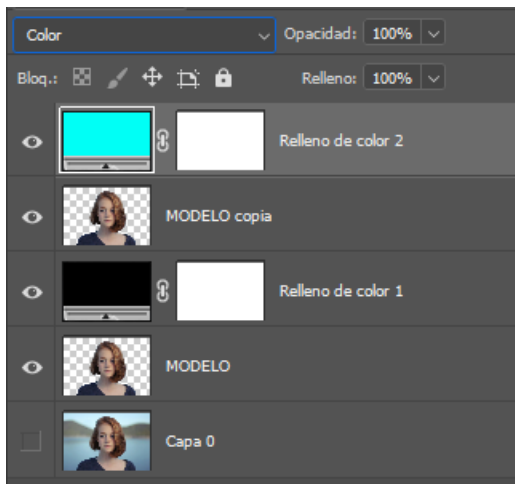 Color Opacidad: 100%
Bloq.: Relleno: 100%
Relleno de color 2
MODELO copia
Relleno de color 1
MODELO
Capa 0